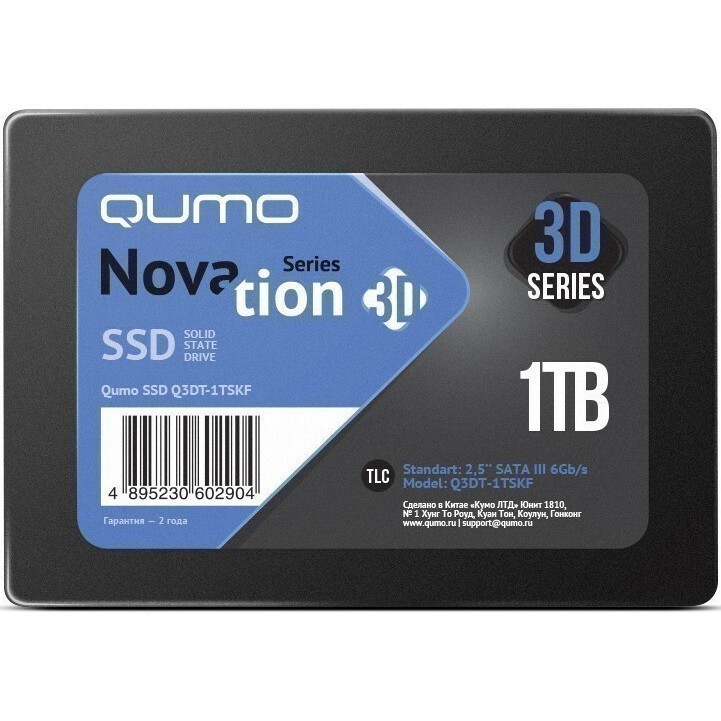 QUMO
Novation Series 3D
SSD SOLID
STATE
DRIVE
Qumo SSD Q3DT-1TSKF
4 895230 602904
Гарантия — 2 года
3D
SERIES
1TB
TLC
Standart: 2,5'' SATA III 6Gb/s
Model: Q3DT-1TSKF
Сделано в Китае «Кумо ЛТД» Юнит 1810,
№ 1 Хунг То Роуд, Куан Тон, Коулун, Гонконг
www.qumo.ru | support@qumo.ru